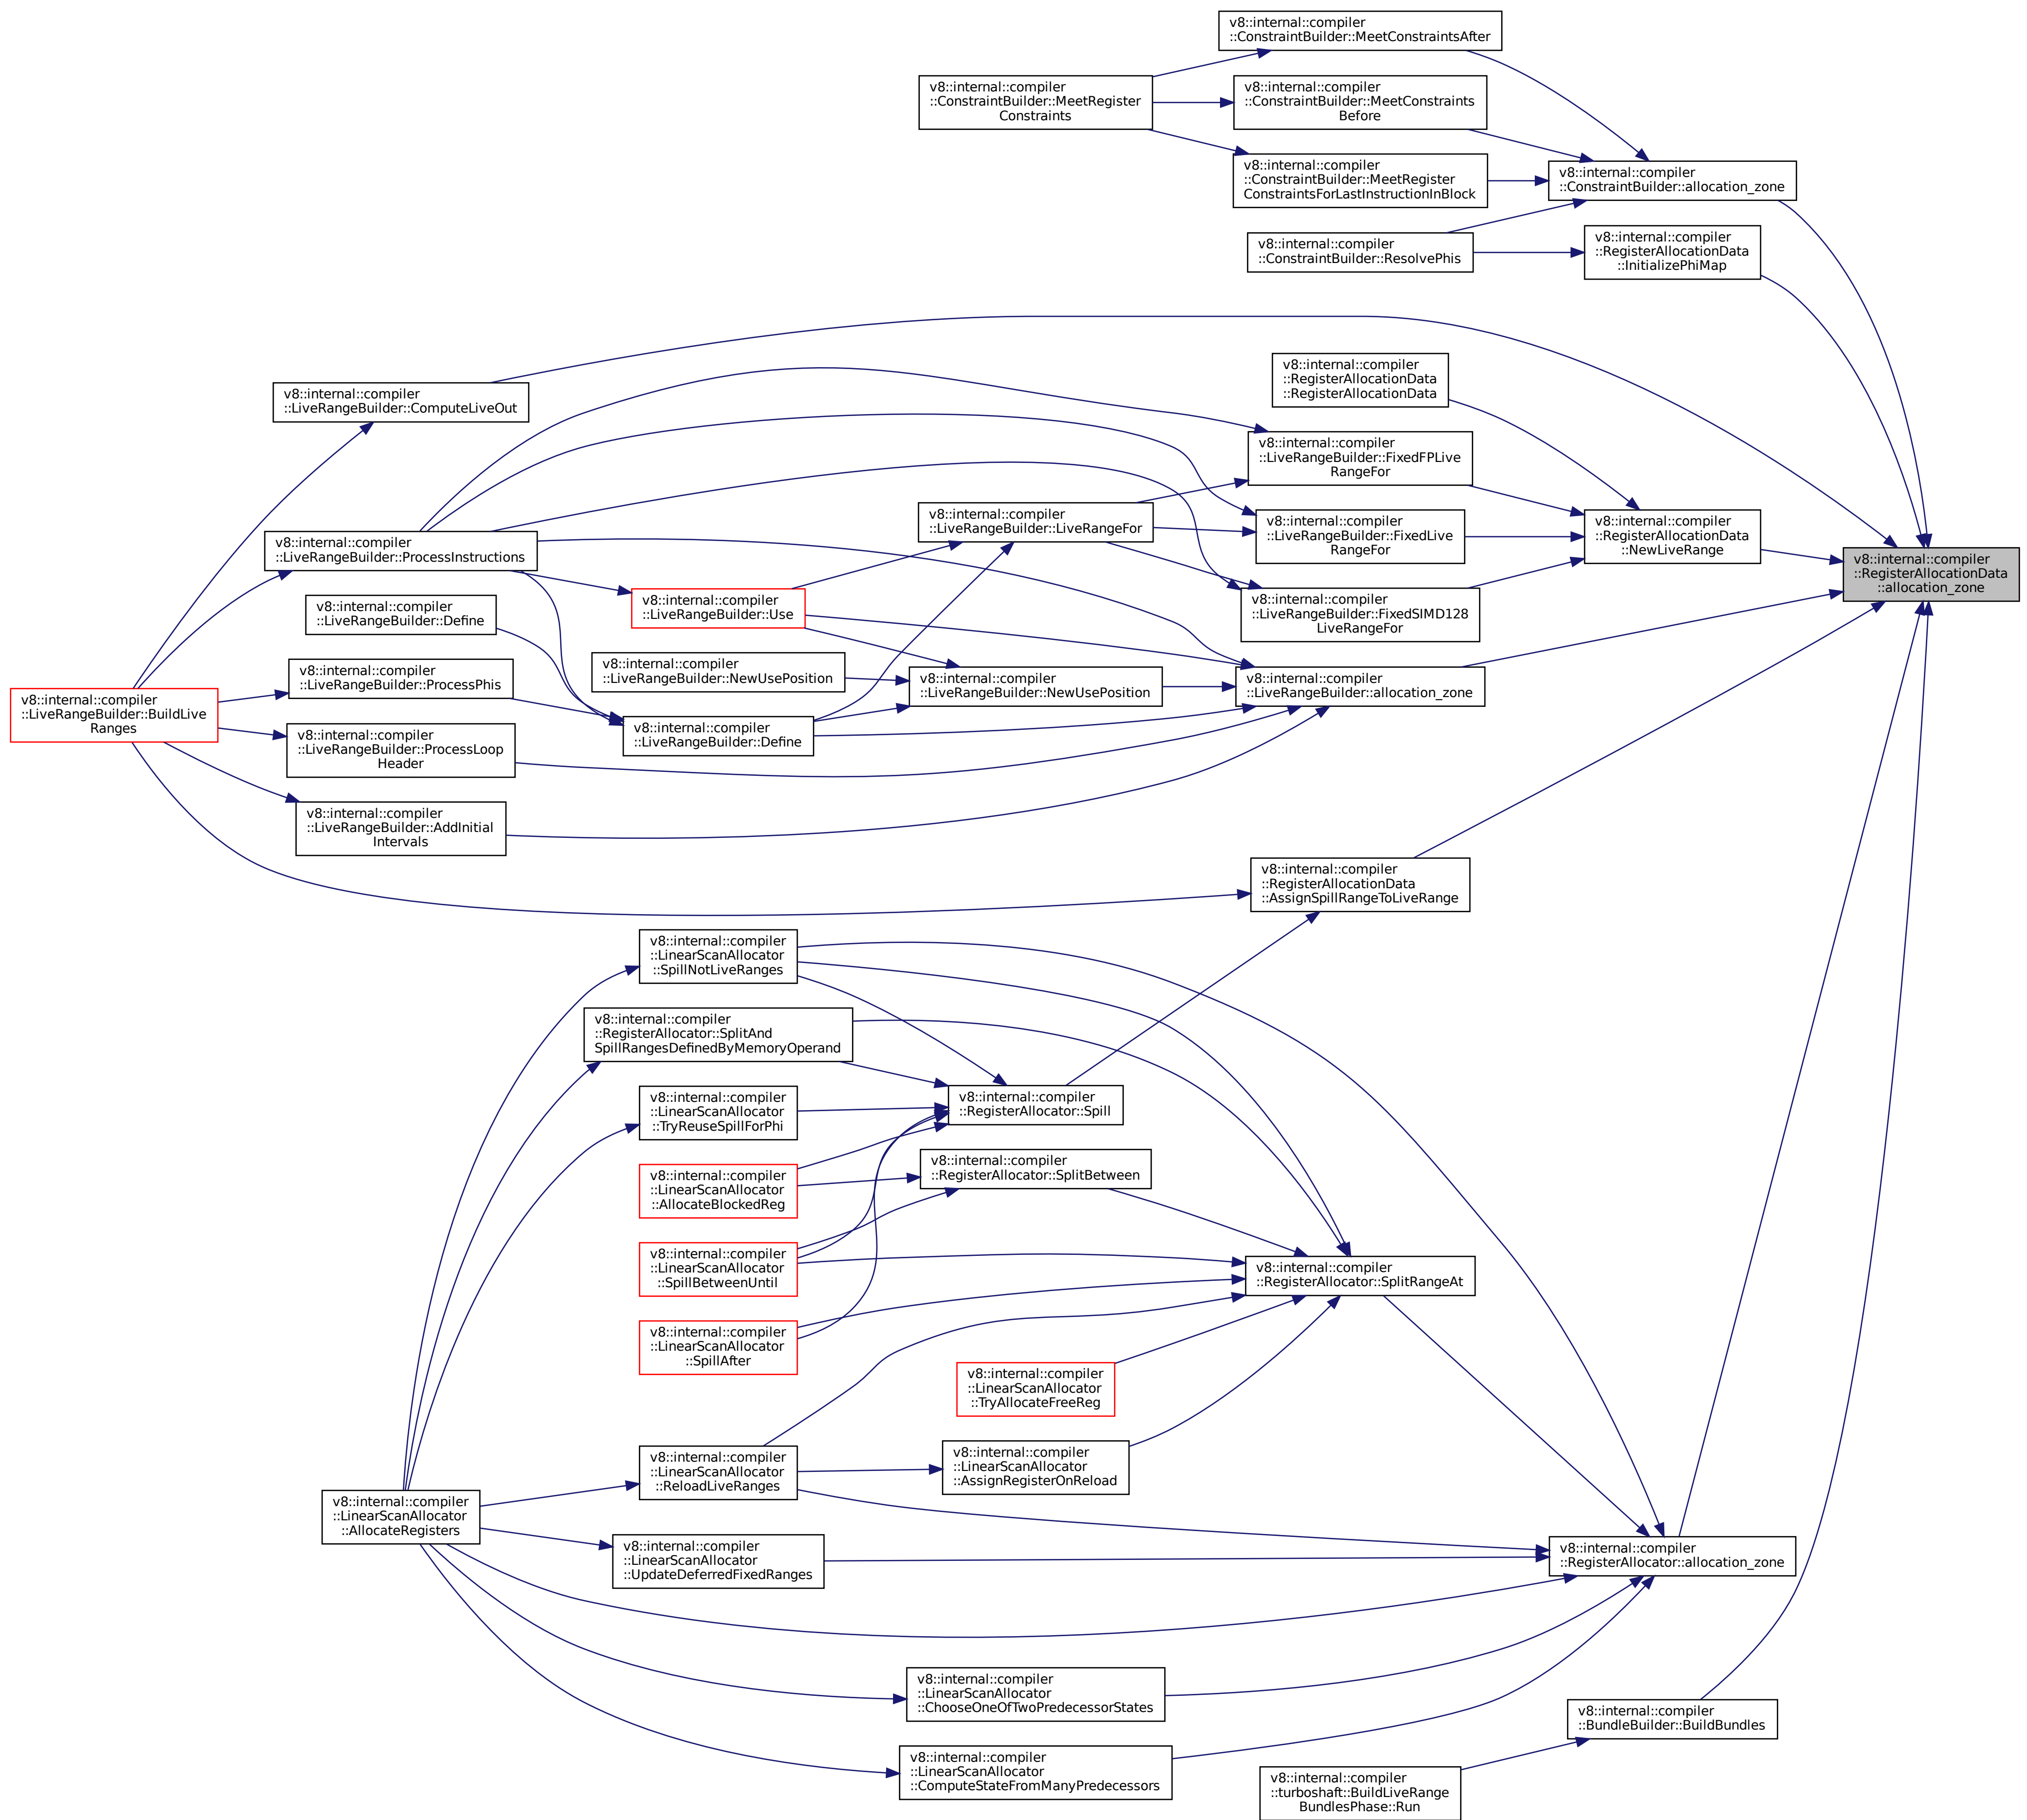 v8::internal::compiler
::ConstraintBuilder::MeetConstraintsAfter
v8::internal::compiler
::ConstraintBuilder::MeetRegister
Constraints
v8::internal::compiler
::ConstraintBuilder::MeetConstraints
Before
v8::internal::compiler
::ConstraintBuilder::MeetRegister
ConstraintsForLastInstructionInBlock
v8::internal::compiler
::ConstraintBuilder::allocation_zone
v8::internal::compiler
::ConstraintBuilder::ResolvePhis
v8::internal::compiler
::RegisterAllocationData
::InitializePhiMap
v8::internal::compiler
::RegisterAllocationData
::RegisterAllocationData
v8::internal::compiler
::LiveRangeBuilder::ComputeLiveOut
v8::internal::compiler
::LiveRangeBuilder::FixedFPLive
RangeFor
v8::internal::compiler
::LiveRangeBuilder::LiveRangeFor
v8::internal::compiler
::LiveRangeBuilder::FixedLive
RangeFor
v8::internal::compiler
::RegisterAllocationData
::NewLiveRange
v8::internal::compiler
::LiveRangeBuilder::ProcessInstructions
v8::internal::compiler
::RegisterAllocationData
::allocation_zone
v8::internal::compiler
::LiveRangeBuilder::Use
v8::internal::compiler
::LiveRangeBuilder::FixedSIMD128
LiveRangeFor
v8::internal::compiler
::LiveRangeBuilder::Define
v8::internal::compiler
::LiveRangeBuilder::NewUsePosition
v8::internal::compiler
::LiveRangeBuilder::ProcessPhis
v8::internal::compiler
::LiveRangeBuilder::NewUsePosition
v8::internal::compiler
::LiveRangeBuilder::allocation_zone
v8::internal::compiler
::LiveRangeBuilder::BuildLive
Ranges
v8::internal::compiler
::LiveRangeBuilder::Define
v8::internal::compiler
::LiveRangeBuilder::ProcessLoop
Header
v8::internal::compiler
::LiveRangeBuilder::AddInitial
Intervals
v8::internal::compiler
::RegisterAllocationData
::AssignSpillRangeToLiveRange
v8::internal::compiler
::LinearScanAllocator
::SpillNotLiveRanges
v8::internal::compiler
::RegisterAllocator::SplitAnd
SpillRangesDefinedByMemoryOperand
v8::internal::compiler
::LinearScanAllocator
::TryReuseSpillForPhi
v8::internal::compiler
::RegisterAllocator::Spill
v8::internal::compiler
::RegisterAllocator::SplitBetween
v8::internal::compiler
::LinearScanAllocator
::AllocateBlockedReg
v8::internal::compiler
::LinearScanAllocator
::SpillBetweenUntil
v8::internal::compiler
::RegisterAllocator::SplitRangeAt
v8::internal::compiler
::LinearScanAllocator
::SpillAfter
v8::internal::compiler
::LinearScanAllocator
::TryAllocateFreeReg
v8::internal::compiler
::LinearScanAllocator
::AssignRegisterOnReload
v8::internal::compiler
::LinearScanAllocator
::ReloadLiveRanges
v8::internal::compiler
::LinearScanAllocator
::AllocateRegisters
v8::internal::compiler
::LinearScanAllocator
::UpdateDeferredFixedRanges
v8::internal::compiler
::RegisterAllocator::allocation_zone
v8::internal::compiler
::LinearScanAllocator
::ChooseOneOfTwoPredecessorStates
v8::internal::compiler
::BundleBuilder::BuildBundles
v8::internal::compiler
::LinearScanAllocator
::ComputeStateFromManyPredecessors
v8::internal::compiler
::turboshaft::BuildLiveRange
BundlesPhase::Run